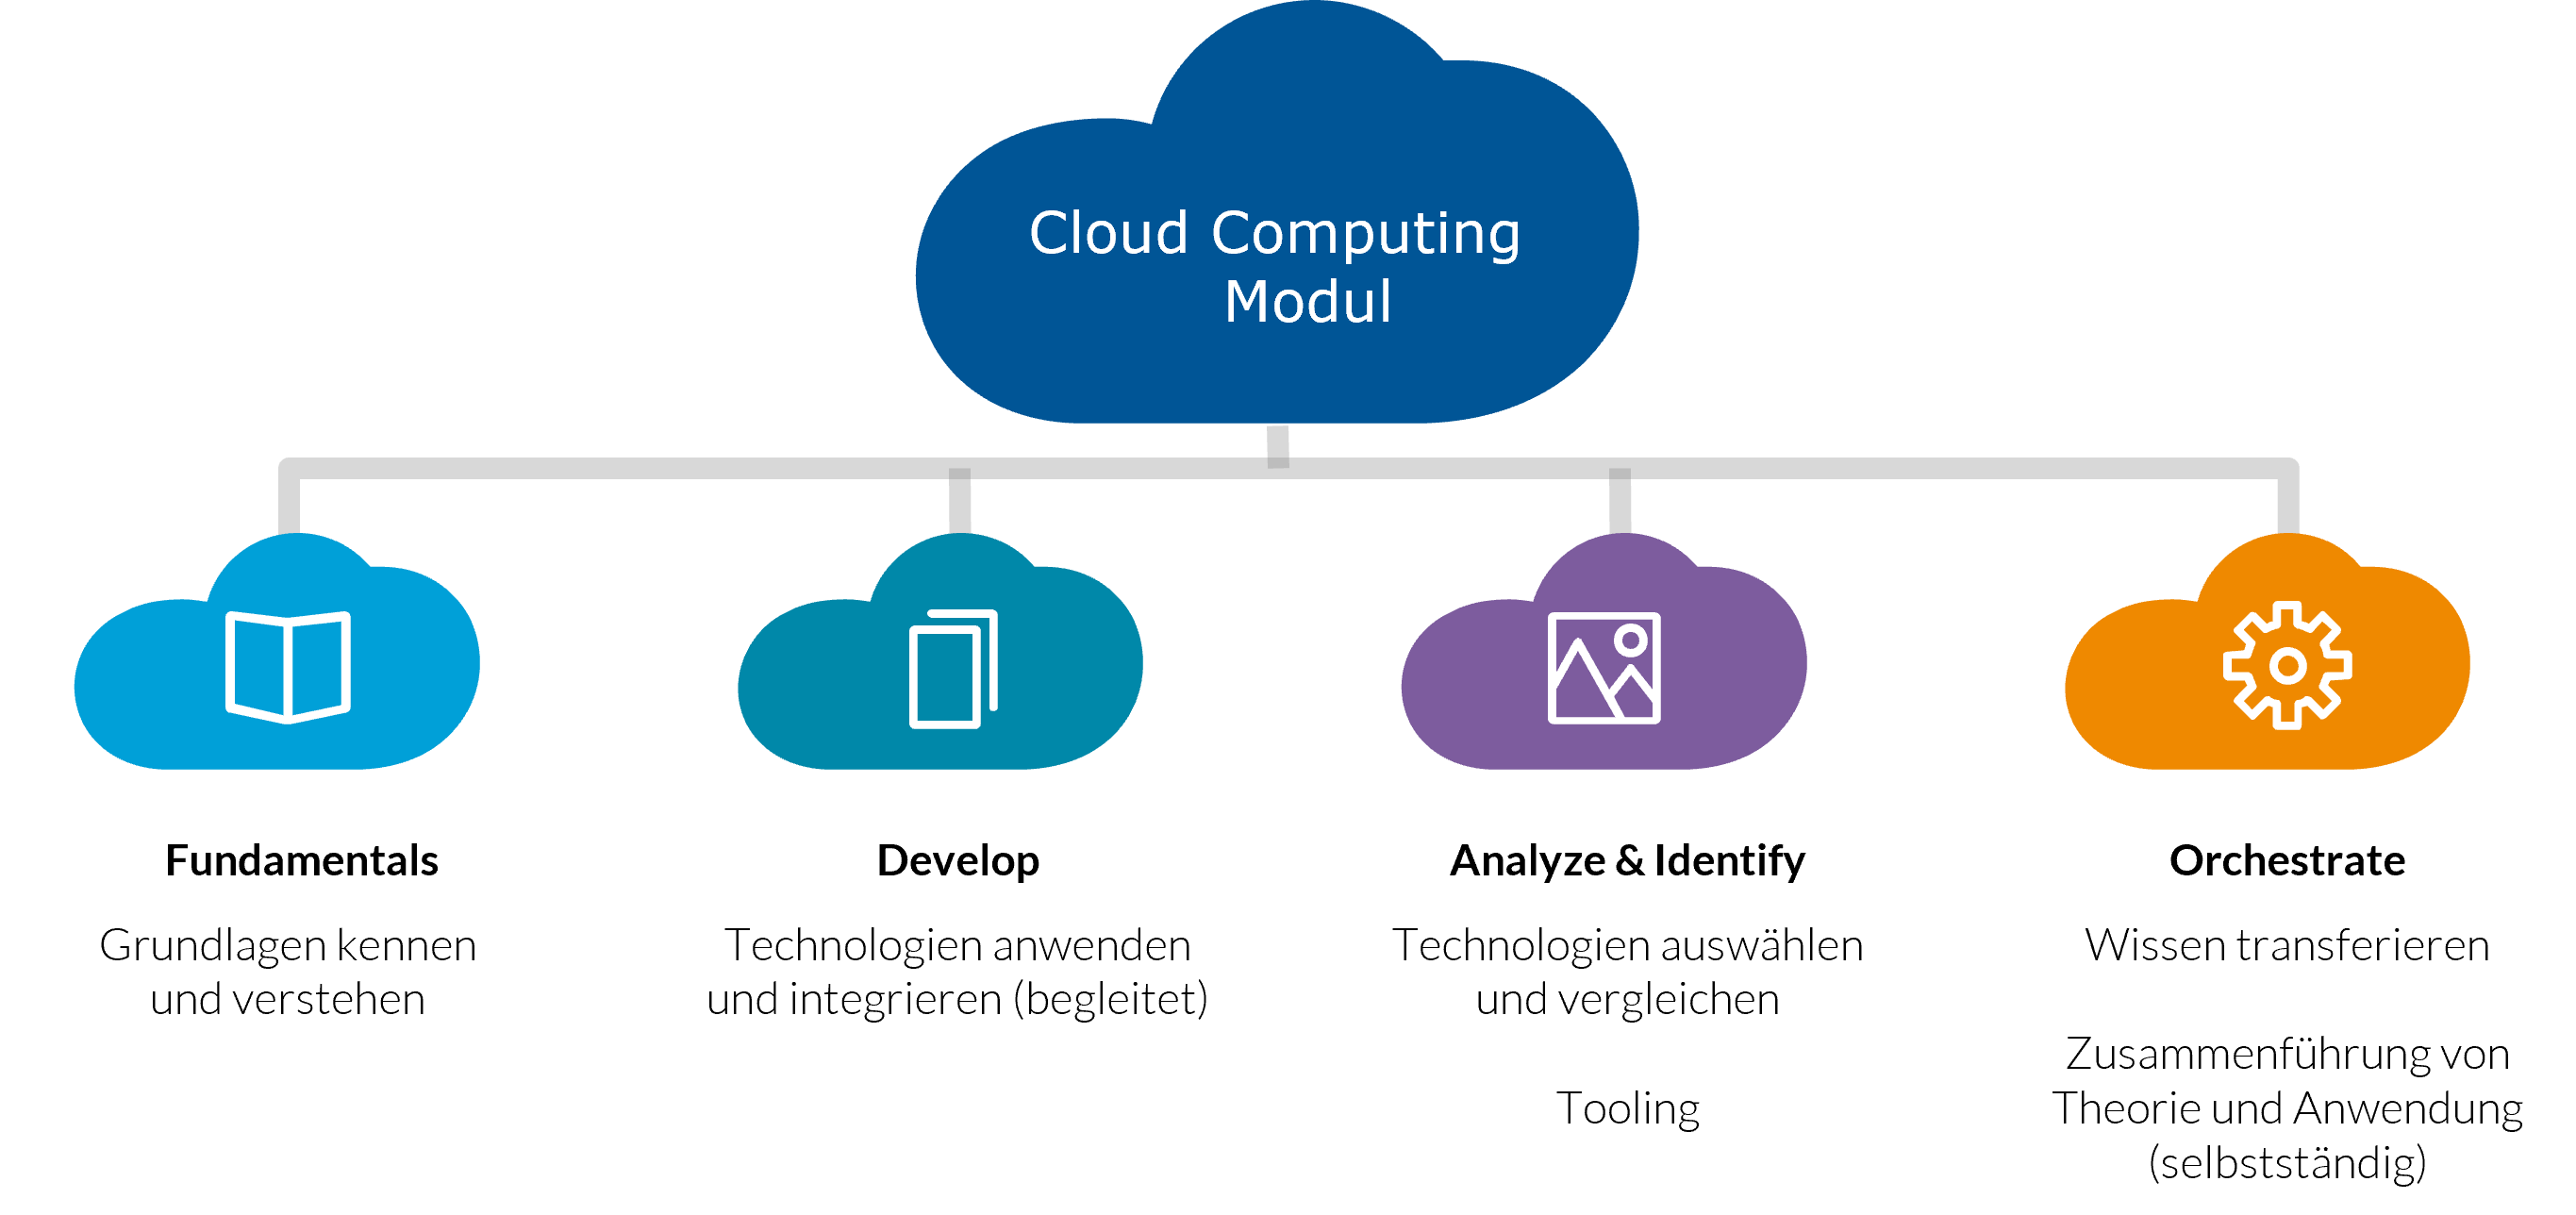 Cloud Computing
Modul
Fundamentals
Grundlagen kennen
und verstehen
Develop
Technologien anwenden
und integrieren (begleitet)
Analyze & Identify
Technologien auswählen
und vergleichen
Tooling
Orchestrate
Wissen transferieren
Zusammenführung von
Theorie und Anwendung
(selbstständig)